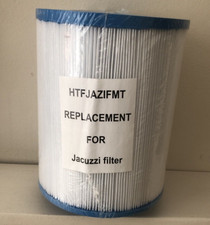 HTFJAZIFMT
REPLACEMENT
FOR
Jacuzzi filter